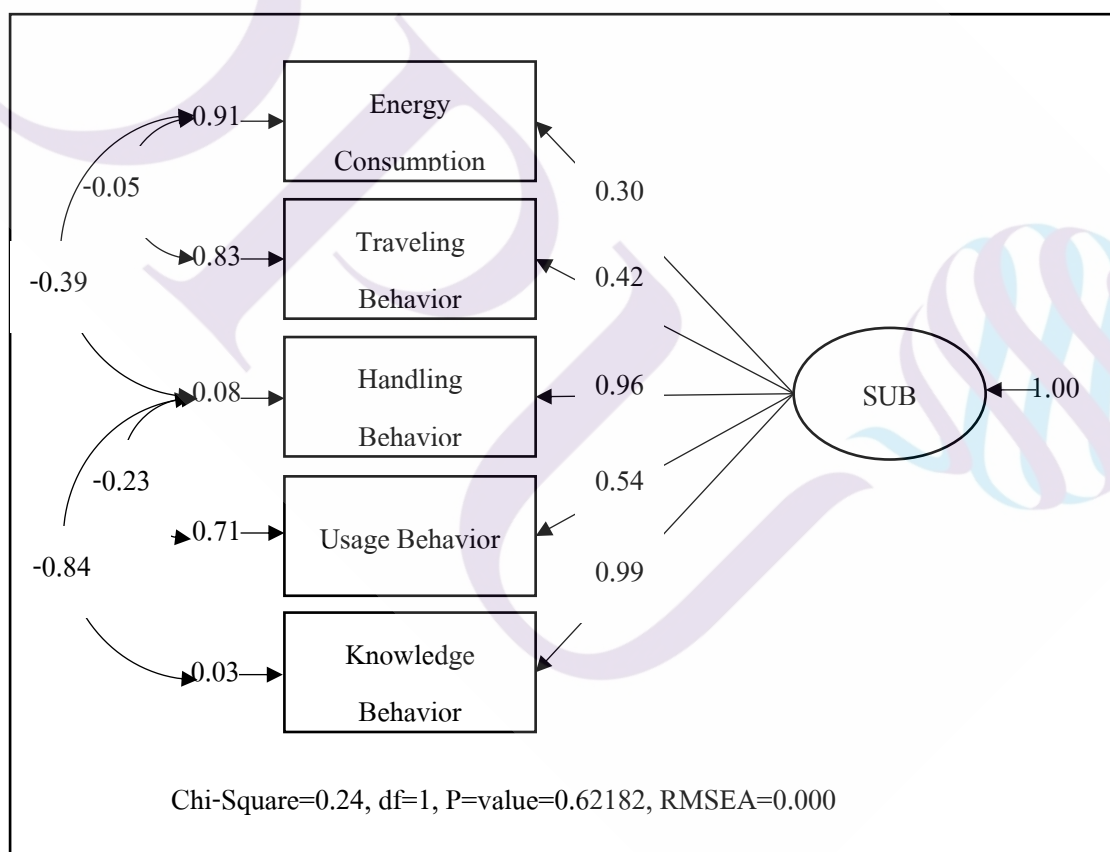 Energy
Consumption
0.91
-0.05
0.30
Traveling
Behavior
0.83
0.42
-0.39
Handling
Behavior
0.08
0.96
SUB
1.00
-0.23
0.54
Usage Behavior
0.71
-0.84
0.99
Knowledge
Behavior
0.03
Chi-Square=0.24, df=1, P=value=0.62182, RMSEA=0.000